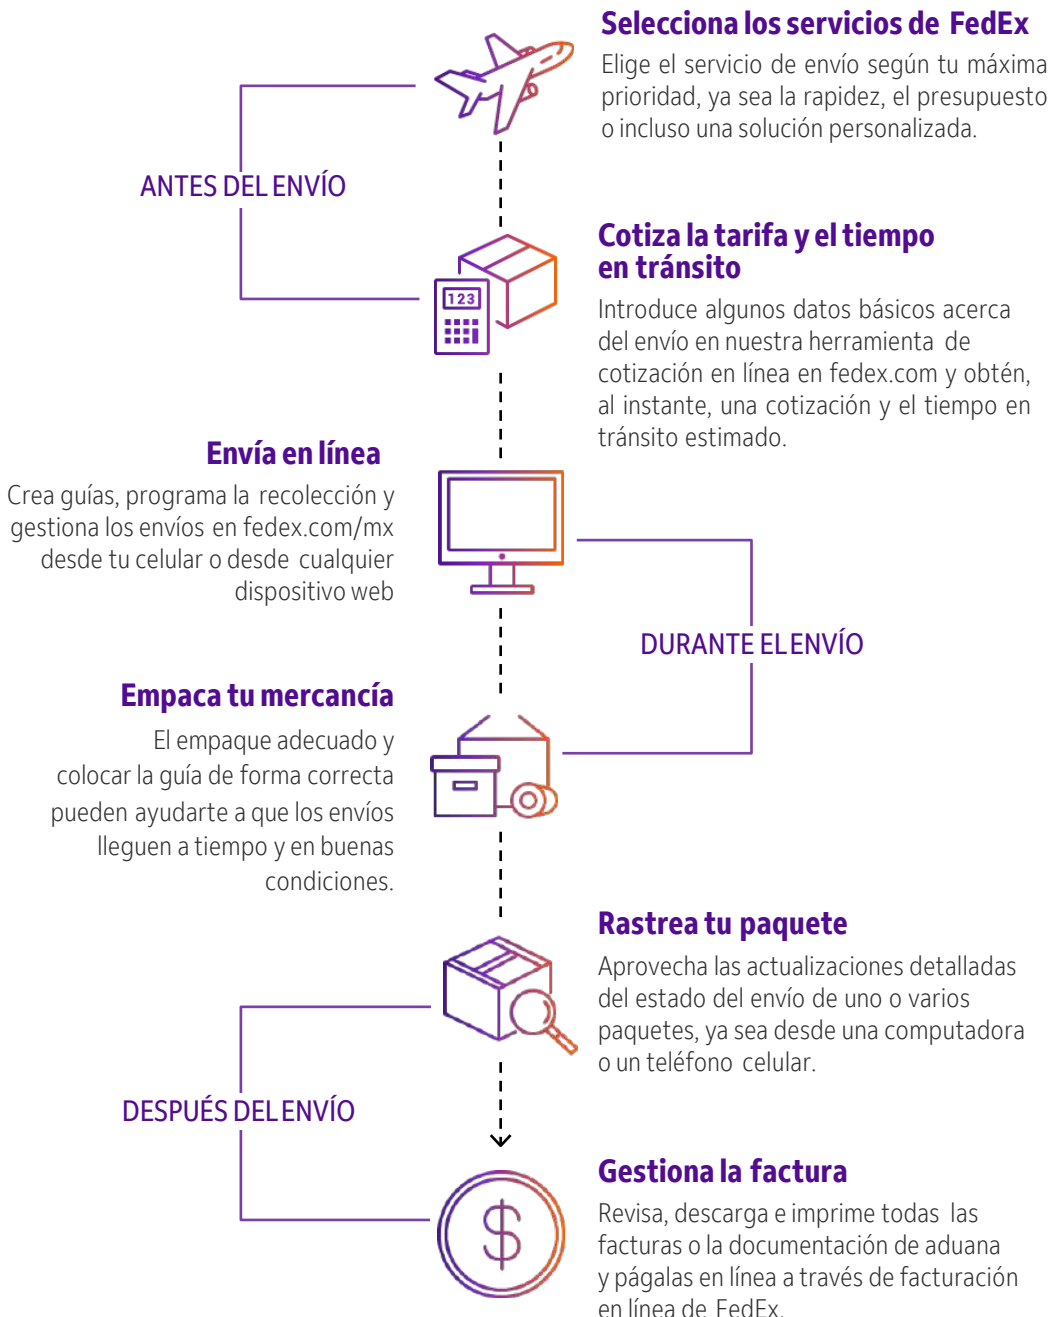 Selecciona los servicios de FedEx
Elige el servicio de envío según tu máxima
prioridad, ya sea la rapidez, el presupuesto
o incluso una solución personalizada.
ANTES DEL ENVÍO
Cotiza la tarifa y el tiempo
en tránsito
123
Introduce algunos datos básicos acerca
del envío en nuestra herramienta de
cotización en línea en fedex.com y obtén,
al instante, una cotización y el tiempo en
tránsito estimado.
Envía en línea
Crea guías, programa la recolección y
gestiona los envíos en fedex.com/mx
desde tu celular o desde cualquier
dispositivo web
DURANTE EL ENVÍO
Empaca tu mercancía
El empaque adecuado y
colocar la guía de forma correcta
pueden ayudarte a que los envíos
lleguen a tiempo y en buenas
condiciones.
Rastrea tu paquete
Aprovecha las actualizaciones detalladas
del estado del envío de uno o varios
paquetes, ya sea desde una computadora
o un teléfono celular.
DESPUÉS DEL ENVÍO
Gestiona la factura
$
Revisa, descarga e imprime todas las
facturas o la documentación de aduana
y págalas en línea a través de facturación
en línea de FedEx.